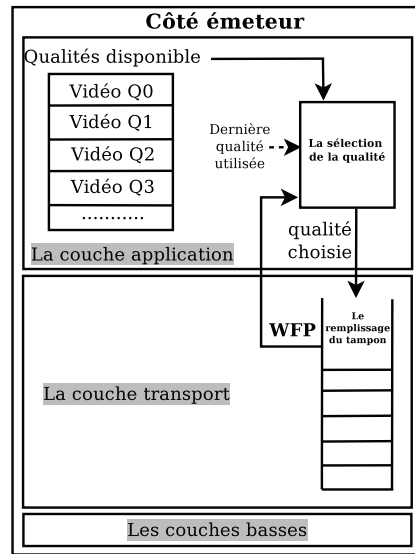 Côté émeteur
Qualités disponible
Vidéo Q0
Vidéo Q1
Vidéo Q2
Vidéo Q3
...........
Dernière
qualité
utilisée
La sélection
de la qualité
qualité
choisie
La couche application
WFP
Le
remplissage
du tampon
La couche transport
Les couches basses